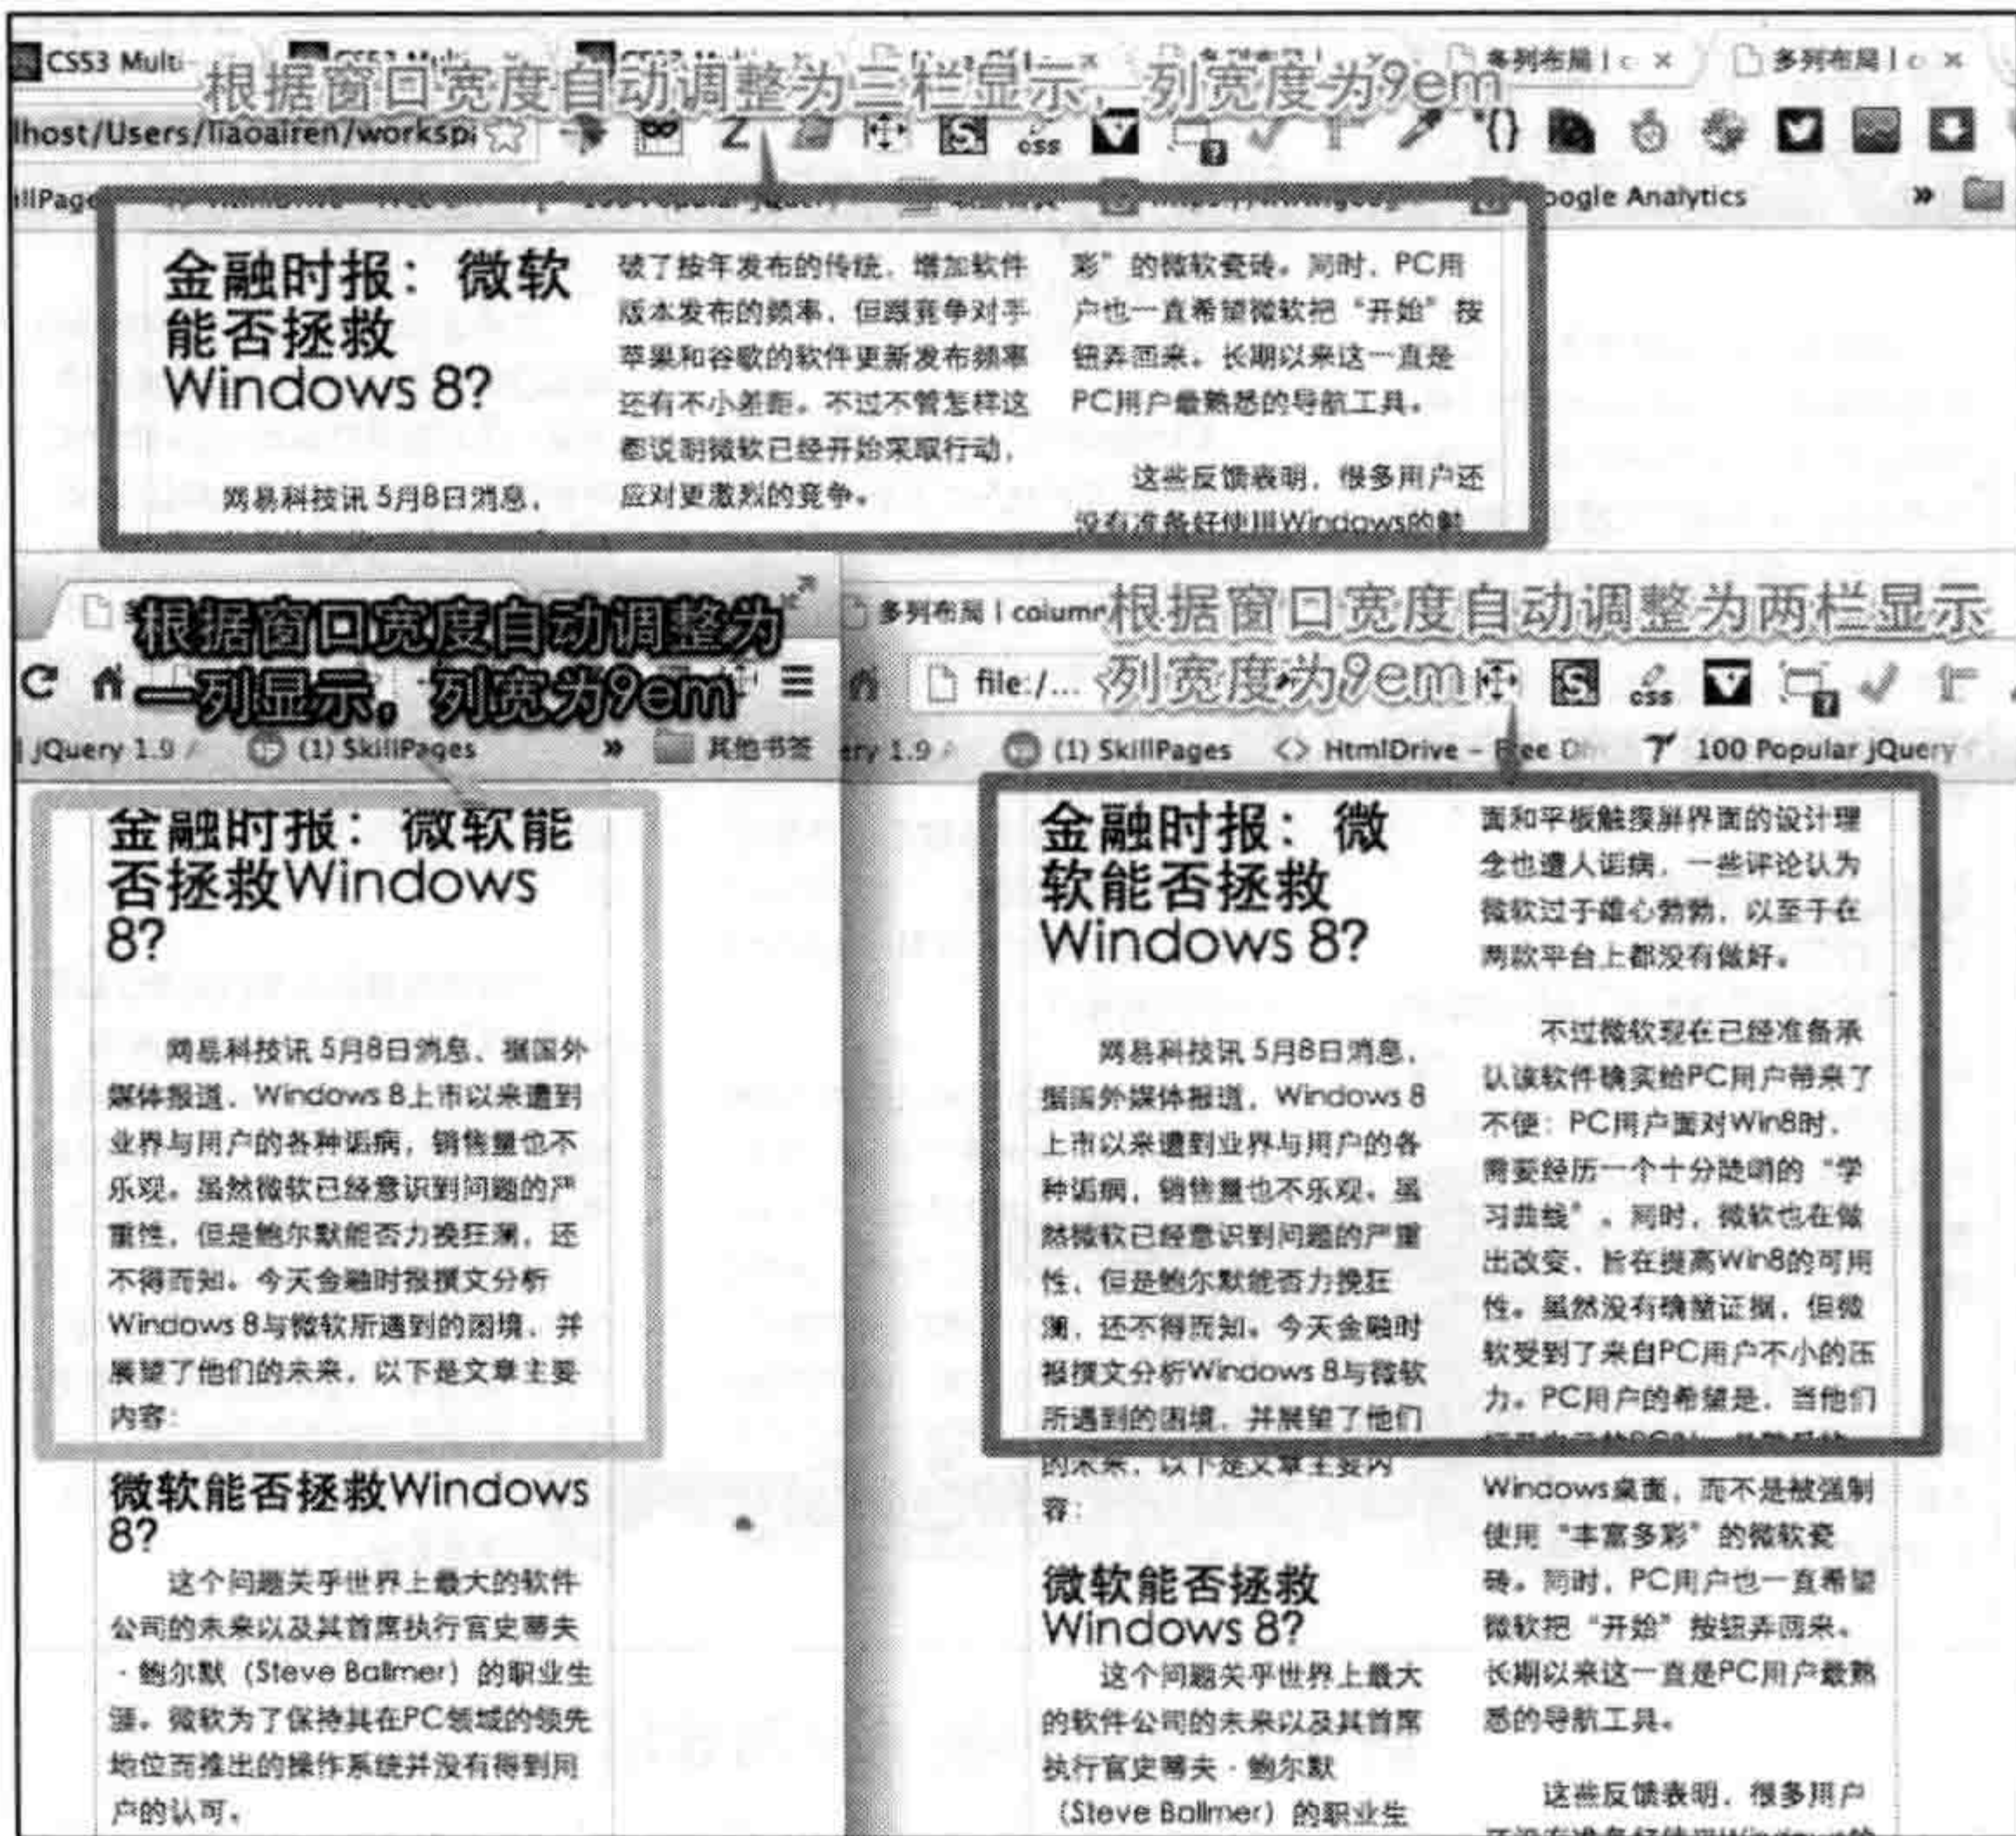 CSS3 Multi-
多列布局 | c ×
多列布局 | c ×
根据窗口宽度自动调整为三栏显示，列宽度为9em
lhost/Users/liaoairen/workspi
css
illPage
100 Popular jQuery
oogle Analytics
»
金融时报：微软
能否拯救
Windows 8?
网易科技讯 5月8日消息，
破了按年发布的传统，增加软件
版本发布的频率，但跟竞争对手
苹果和谷歌的软件更新发布频率
还有不小差距。不过不管怎样这
都说明微软已经开始采取行动，
应对更激烈的竞争。
彩”的微软瓷砖。同时，PC用
户也一直希望微软把“开始”按
钮弄回来。长期以来这一直是
PC用户最熟悉的导航工具。
这些反馈表明，很多用户还
没有准备好使用Windows的
根据窗口宽度自动调整为
一列显示。列宽为9em
jQuery 1.9
(1) SkillPages
»
其他书签
金融时报：微软能
否拯救Windows
8?
网易科技讯 5月8日消息，据国外
媒体报道，Windows 8上市以来遭到
业界与用户的各种诟病，销售量也不
乐观。虽然微软已经意识到问题的严
重性，但是鲍尔默能否力挽狂澜，还
不得而知。今天金融时报撰文分析
Windows 8与微软所遇到的困境，并
展望了他们的未来，以下是文章主要
内容：
微软能否拯救Windows
8?
这个问题关乎世界上最大的软件
公司的未来以及其首席执行官史蒂夫
·鲍尔默（Steve Ballmer）的职业生
涯。微软为了保持其在PC领域的领先
地位而推出的操作系统并没有得到用
户的认可。
多列布局 | column
根据窗口宽度自动调整为两栏显示
列宽度为9em
file:/...
css
ery 1.9
(1) SkillPages
<> HtmlDrive – Free
100 Popular jQuery
金融时报：微
软能否拯救
Windows 8?
网易科技讯 5月8日消息，
据国外媒体报道，Windows 8
上市以来遭到业界与用户的各
种诟病，销售量也不乐观。虽
然微软已经意识到问题的严重
性，但是鲍尔默能否力挽狂
澜，还不得而知。今天金融时
报撰文分析Windows 8与微软
所遇到的困境，并展望了他们
的未来，以下是文章主要内
容：
微软能否拯救
Windows 8?
这个问题关乎世界上最大
的软件公司的未来以及其首席
执行官史蒂夫·鲍尔默
（Steve Ballmer）的职业生
面和平板触摸屏界面的设计理
念也遭人诟病，一些评论认为
微软过于雄心勃勃，以至于在
两款平台上都没有做好。
不过微软现在已经准备承
认该软件确实给PC用户带来了
不便：PC用户面对Win8时，
需要经历一个十分陡峭的“学
习曲线”。同时，微软也在做
出改变，旨在提高Win8的可用
性。虽然没有确凿证据，但微
软受到了来自PC用户不小的压
力。PC用户的希望是，当他们
Windows桌面，而不是被强制
使用“丰富多彩”的微软瓷
砖。同时，PC用户也一直希望
微软把“开始”按钮弄回来。
长期以来这一直是PC用户最熟
悉的导航工具。
这些反馈表明，很多用户